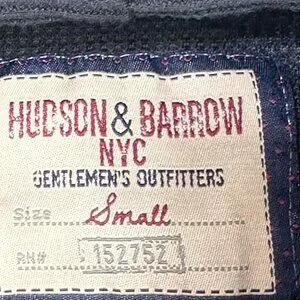 HUDSON & BARROW
NYC
GENTLEMEN'S OUTFITTERS
Size Small
RN# 152752